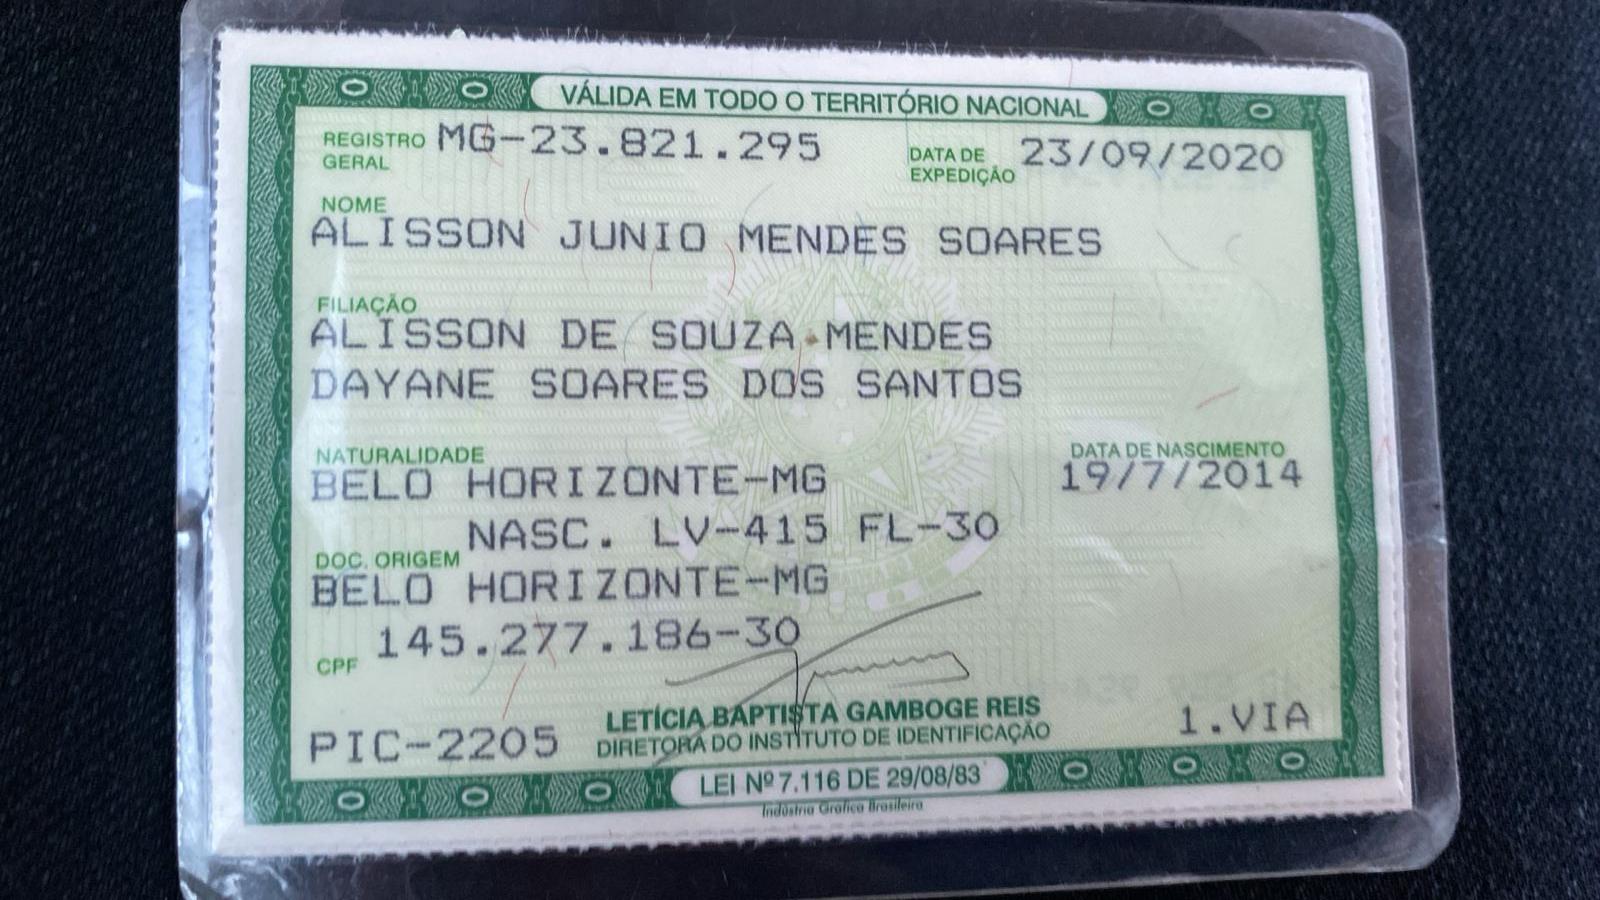 VÁLIDA EM TODO O TERRITÓRIO NACIONAL
REGISTRO GERAL MG-23.821.295 DATA DE EXPEDIÇÃO 23/09/2020
NOME
ALISSON JUNIO MENDES SOARES
FILIAÇÃO
ALISSON DE SOUZA MENDES
DAYANE SOARES DOS SANTOS
NATURALIDADE DATA DE NASCIMENTO
BELO HORIZONTE-MG 19/7/2014
NASC. LV-415 FL-30
DOC. ORIGEM
BELO HORIZONTE-MG
145.277.186-30
CPF
LETÍCIA BAPTISTA GAMBOGE REIS
PIC-2205 DIRETORA DO INSTITUTO DE IDENTIFICAÇÃO 1.VIA
LEI Nº 7.116 DE 29/08/83
Indústria Gráfica Brasileira